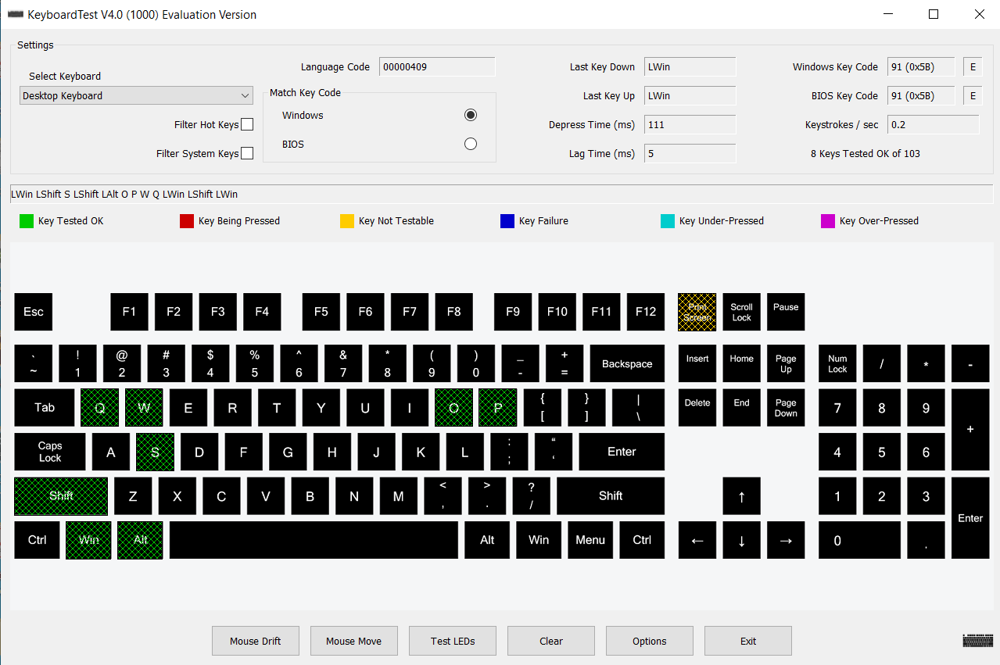 KeyboardTest V4.0 (1000) Evaluation Version
Settings
Select Keyboard
Desktop Keyboard
Filter Hot Keys
Filter System Keys
Language Code 00000409
Match Key Code
Windows
BIOS
Last Key Down LWin
Last Key Up LWin
Depress Time (ms) 111
Lag Time (ms) 5
Windows Key Code 91 (0x5B) E
BIOS Key Code 91 (0x5B) E
Keystrokes / sec 0.2
8 Keys Tested OK of 103
LWin LShift S LShift LAlt O P W Q LWin LShift LWin
Key Tested OK Key Being Pressed Key Not Testable Key Failure Key Under-Pressed Key Over-Pressed
Esc F1 F2 F3 F4 F5 F6 F7 F8 F9 F10 F11 F12 Print Screen Scroll Lock Pause
` ! @ # $ % ^ & * ( ) _ +
~ 1 2 3 4 5 6 7 8 9 0 - = Backspace Insert Home Page Up Num Lock / * -
Tab Q W E R T Y U I O P { [ } ] | \ Delete End Page Down 7 8 9 +
Caps Lock A S D F G H J K L : ; “ ‘ Enter 4 5 6
Shift Z X C V B N M < , > . ? / Shift ↑ 1 2 3 Enter
Ctrl Win Alt Alt Win Menu Ctrl ← ↓ → 0 .
Mouse Drift Mouse Move Test LEDs Clear Options Exit